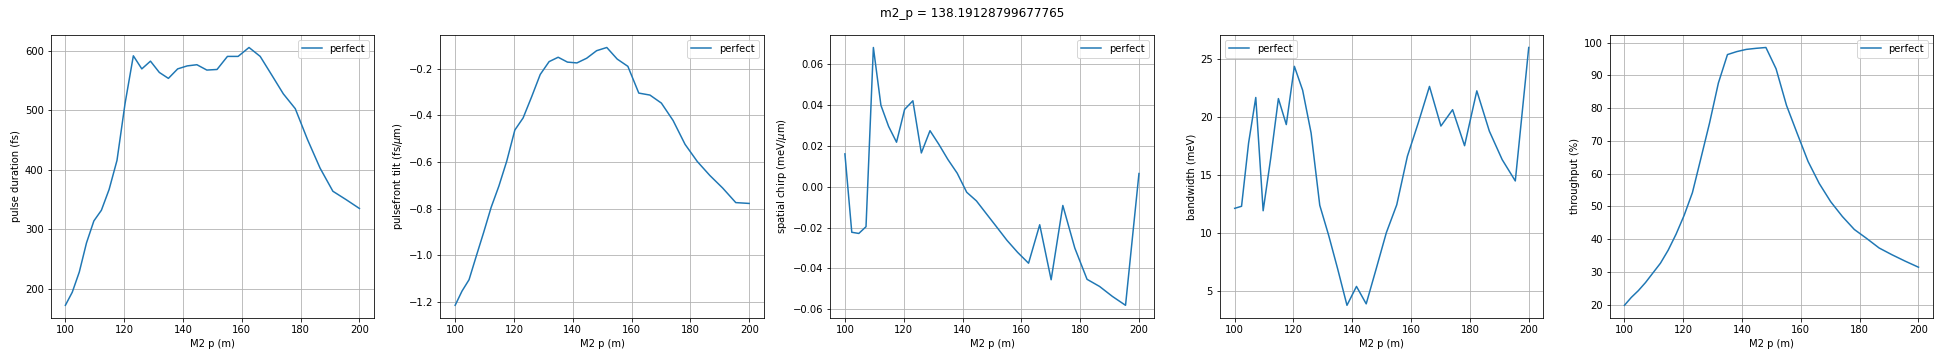 m2_p = 138.19128799677765
pulse duration (fs)
600
500
400
300
200
perfect
100 120 140 160 180 200
M2 p (m)
pulsefront tilt (fs/μm)
−0.2
−0.4
−0.6
−0.8
−1.0
−1.2
perfect
100 120 140 160 180 200
M2 p (m)
spatial chirp (meV/μm)
0.06
0.04
0.02
0.00
−0.02
−0.04
−0.06
perfect
100 120 140 160 180 200
M2 p (m)
bandwidth (meV)
25
20
15
10
5
perfect
100 120 140 160 180 200
M2 p (m)
throughput (%)
100
90
80
70
60
50
40
30
20
perfect
100 120 140 160 180 200
M2 p (m)